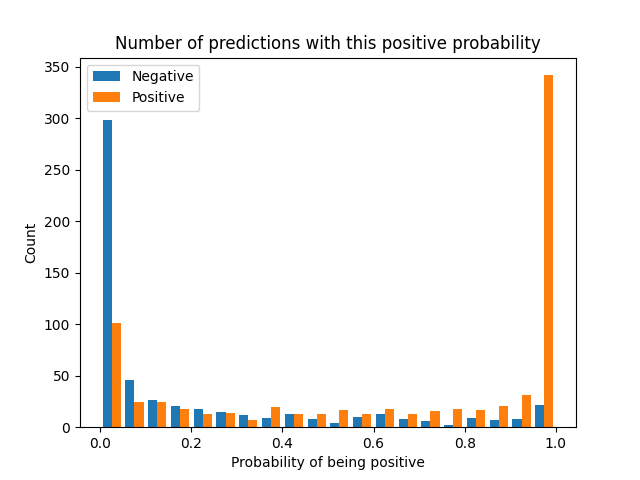 Number of predictions with this positive probability
Negative
Positive
350
300
250
200
150
100
50
0
Count
0.0 0.2 0.4 0.6 0.8 1.0
Probability of being positive